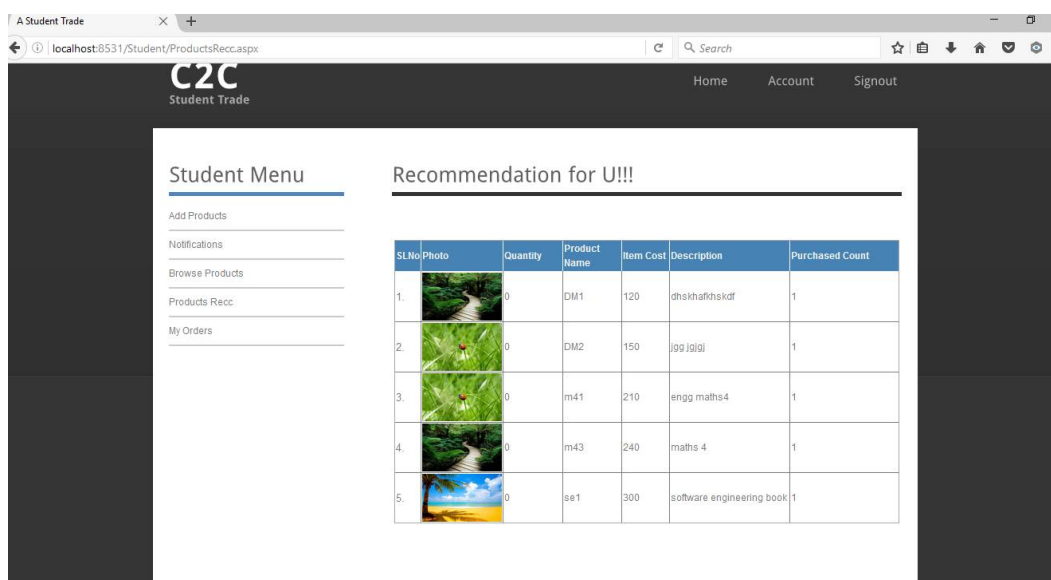 A Student Trade
localhost:8531/Student/ProductsRecc.aspx
Search
C2C
Student Trade
Home Account Signout
Student Menu
Add Products
Notifications
Browse Products
Products Recc
My Orders
Recommendation for U!!!
SLNo Photo Quantity Product Name Item Cost Description Purchased Count
1. 0 DM1 120 dhskhafkhskdf 1
2. 0 DM2 150 jgg jgjgj 1
3. 0 m41 210 engg maths4 1
4. 0 m43 240 maths 4 1
5. 0 se1 300 software engineering book 1